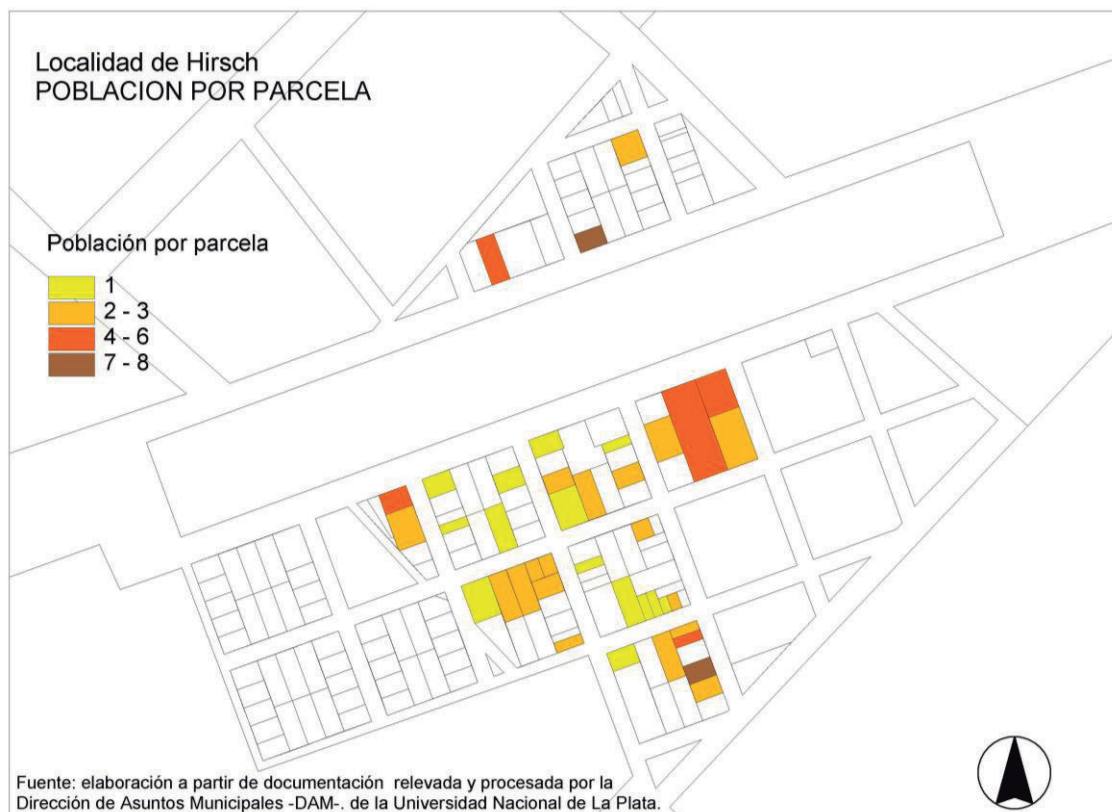 Localidad de Hirsch
POBLACION POR PARCELA
Población por parcela
1
2 - 3
4 - 6
7 - 8
Fuente: elaboración a partir de documentación relevada y procesada por la
Dirección de Asuntos Municipales -DAM-. de la Universidad Nacional de La Plata.